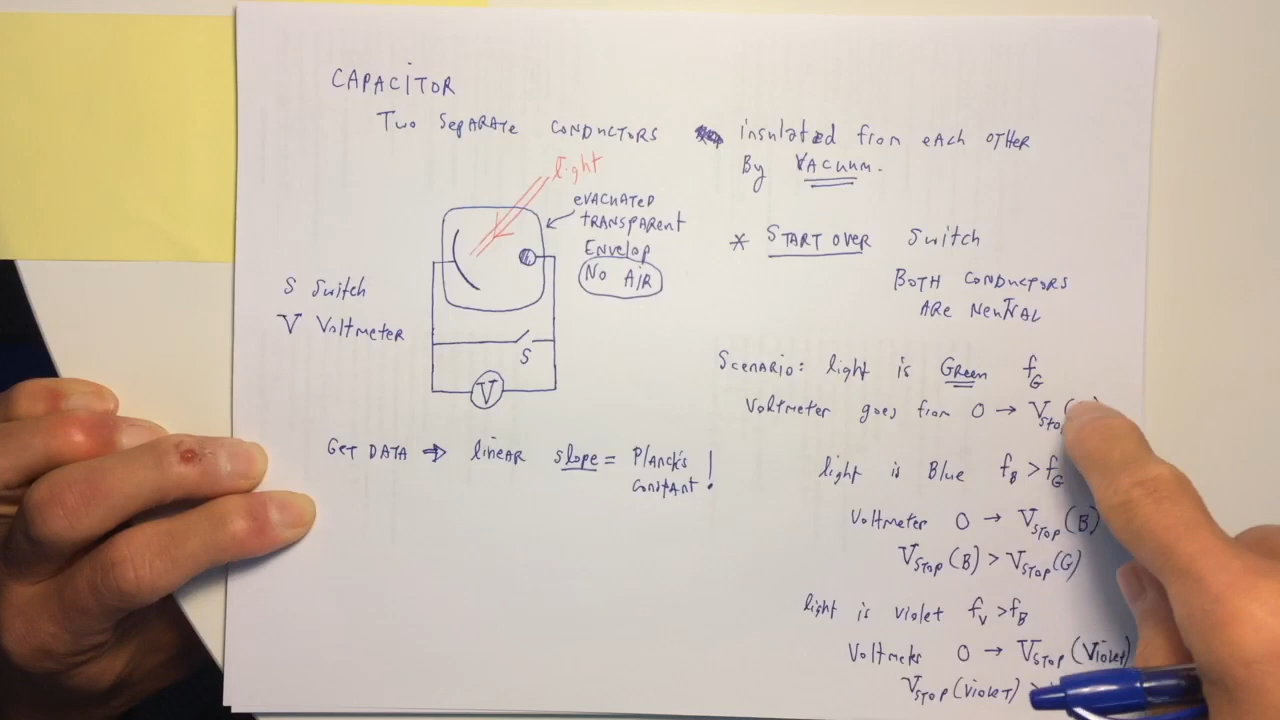 CAPACITOR
TWO SEPARATE CONDUCTORS insulated from EACH OTHER
By VACUUM.
light
EVACUATED
TRANSPARENT
ENVELOP
NO AIR
* START OVER Switch
BOTH CONDUCTORS
ARE NEUTRAL
S Switch
V Voltmeter
S
V
Scenario: light is Green f_G
Voltmeter goes from 0 → V_STOP
GET DATA → linear slope = Planck's
constant!
light is Blue f_B > f_G
Voltmeter 0 → V_STOP (B)
V_STOP (B) > V_STOP (G)
light is violet f_V > f_B
Voltmeter 0 → V_STOP (Violet)
V_STOP (violet) >